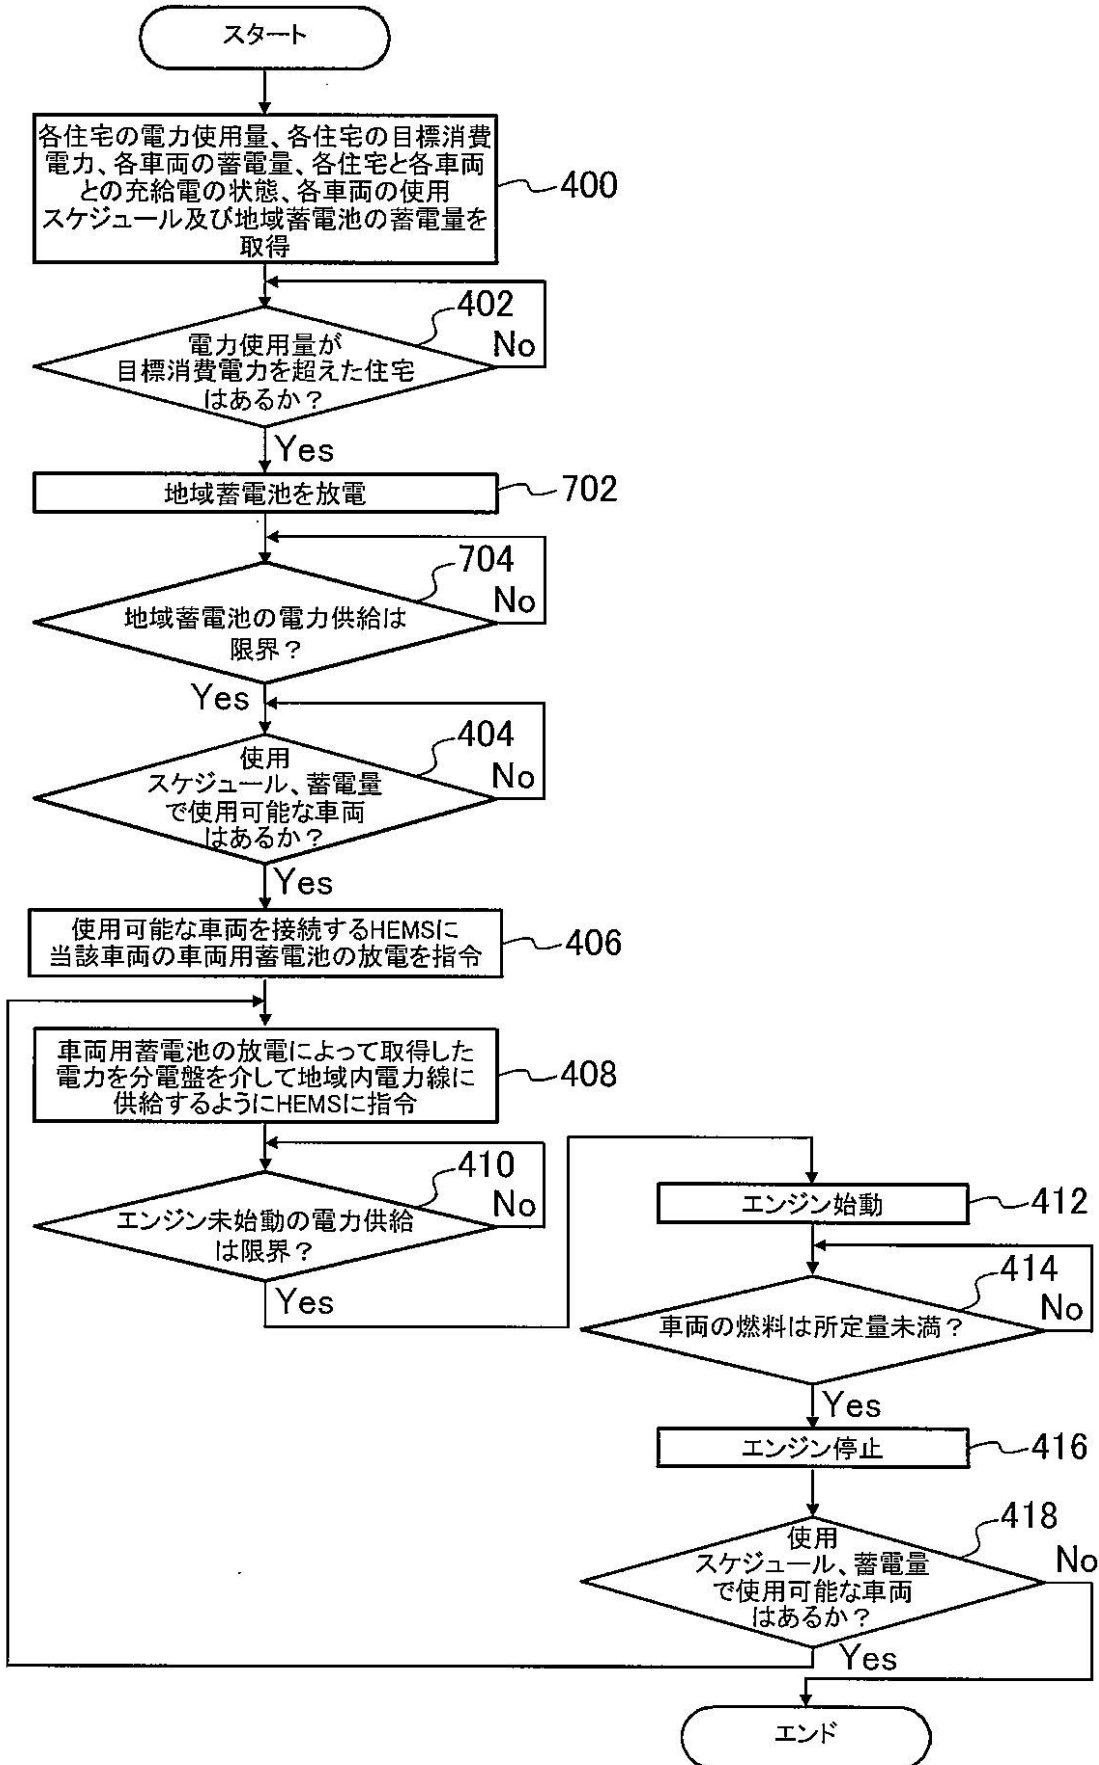 スタート
各住宅の電力使用量、各住宅の目標消費
電力、各車両の蓄電量、各住宅と各車両
との充給電の状態、各車両の使用
スケジュール及び地域蓄電池の蓄電量を
取得
400
402
電力使用量が
目標消費電力を超えた住宅
はあるか？
No
Yes
地域蓄電池を放電
702
704
地域蓄電池の電力供給は
限界？
No
Yes
404
使用
スケジュール、蓄電量
で使用可能な車両
はあるか？
No
Yes
使用可能な車両を接続するHEMSに
当該車両の車両用蓄電池の放電を指令
406
車両用蓄電池の放電によって取得した
電力を分電盤を介して地域内電力線に
供給するようにHEMSに指令
408
410
エンジン未始動の電力供給
は限界？
No
Yes
エンジン始動
412
414
車両の燃料は所定量未満？
No
Yes
エンジン停止
416
418
使用
スケジュール、蓄電量
で使用可能な車両
はあるか？
No
Yes
エンド